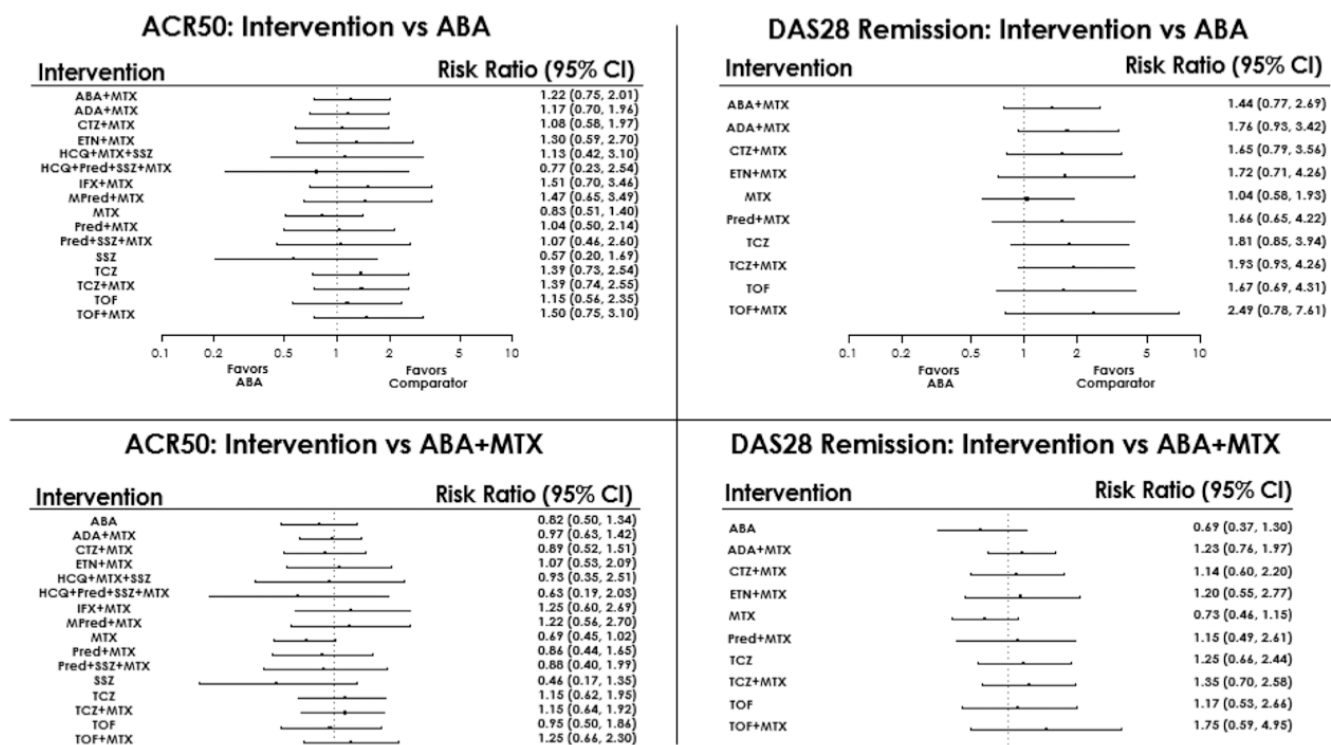 ACR50: Intervention vs ABA
Intervention Risk Ratio (95% CI)
ABA+MTX 1.22 (0.75, 2.01)
ADA+MTX 1.17 (0.70, 1.96)
CTZ+MTX 1.08 (0.58, 1.97)
ETN+MTX 1.30 (0.59, 2.70)
HCQ+MTX+SSZ 1.13 (0.42, 3.10)
HCQ+Pred+SSZ+MTX 0.77 (0.23, 2.54)
IFX+MTX 1.51 (0.70, 3.46)
MPred+MTX 1.47 (0.65, 3.49)
MTX 0.83 (0.51, 1.40)
Pred+MTX 1.04 (0.50, 2.14)
Pred+SSZ+MTX 1.07 (0.46, 2.60)
SSZ 0.57 (0.20, 1.69)
TCZ 1.39 (0.73, 2.54)
TCZ+MTX 1.39 (0.74, 2.55)
TOF 1.15 (0.56, 2.35)
TOF+MTX 1.50 (0.75, 3.10)
0.1 0.2 0.5 1 2 5 10
Favors Favors
ABA Comparator
DAS28 Remission: Intervention vs ABA
Intervention Risk Ratio (95% CI)
ABA+MTX 1.44 (0.77, 2.69)
ADA+MTX 1.76 (0.93, 3.42)
CTZ+MTX 1.65 (0.79, 3.56)
ETN+MTX 1.72 (0.71, 4.26)
MTX 1.04 (0.58, 1.93)
Pred+MTX 1.66 (0.65, 4.22)
TCZ 1.81 (0.85, 3.94)
TCZ+MTX 1.93 (0.93, 4.26)
TOF 1.67 (0.69, 4.31)
TOF+MTX 2.49 (0.78, 7.61)
0.1 0.2 0.5 1 2 5 10
Favors Favors
ABA Comparator
ACR50: Intervention vs ABA+MTX
Intervention Risk Ratio (95% CI)
ABA 0.82 (0.50, 1.34)
ADA+MTX 0.97 (0.63, 1.42)
CTZ+MTX 0.89 (0.52, 1.51)
ETN+MTX 1.07 (0.53, 2.09)
HCQ+MTX+SSZ 0.93 (0.35, 2.51)
HCQ+Pred+SSZ+MTX 0.63 (0.19, 2.03)
IFX+MTX 1.25 (0.60, 2.69)
MPred+MTX 1.22 (0.56, 2.70)
MTX 0.69 (0.45, 1.02)
Pred+MTX 0.86 (0.44, 1.65)
Pred+SSZ+MTX 0.88 (0.40, 1.99)
SSZ 0.46 (0.17, 1.35)
TCZ 1.15 (0.62, 1.95)
TCZ+MTX 1.15 (0.64, 1.92)
TOF 0.95 (0.50, 1.86)
TOF+MTX 1.25 (0.66, 2.30)
DAS28 Remission: Intervention vs ABA+MTX
Intervention Risk Ratio (95% CI)
ABA 0.69 (0.37, 1.30)
ADA+MTX 1.23 (0.76, 1.97)
CTZ+MTX 1.14 (0.60, 2.20)
ETN+MTX 1.20 (0.55, 2.77)
MTX 0.73 (0.46, 1.15)
Pred+MTX 1.15 (0.49, 2.61)
TCZ 1.25 (0.66, 2.44)
TCZ+MTX 1.35 (0.70, 2.58)
TOF 1.17 (0.53, 2.66)
TOF+MTX 1.75 (0.59, 4.95)